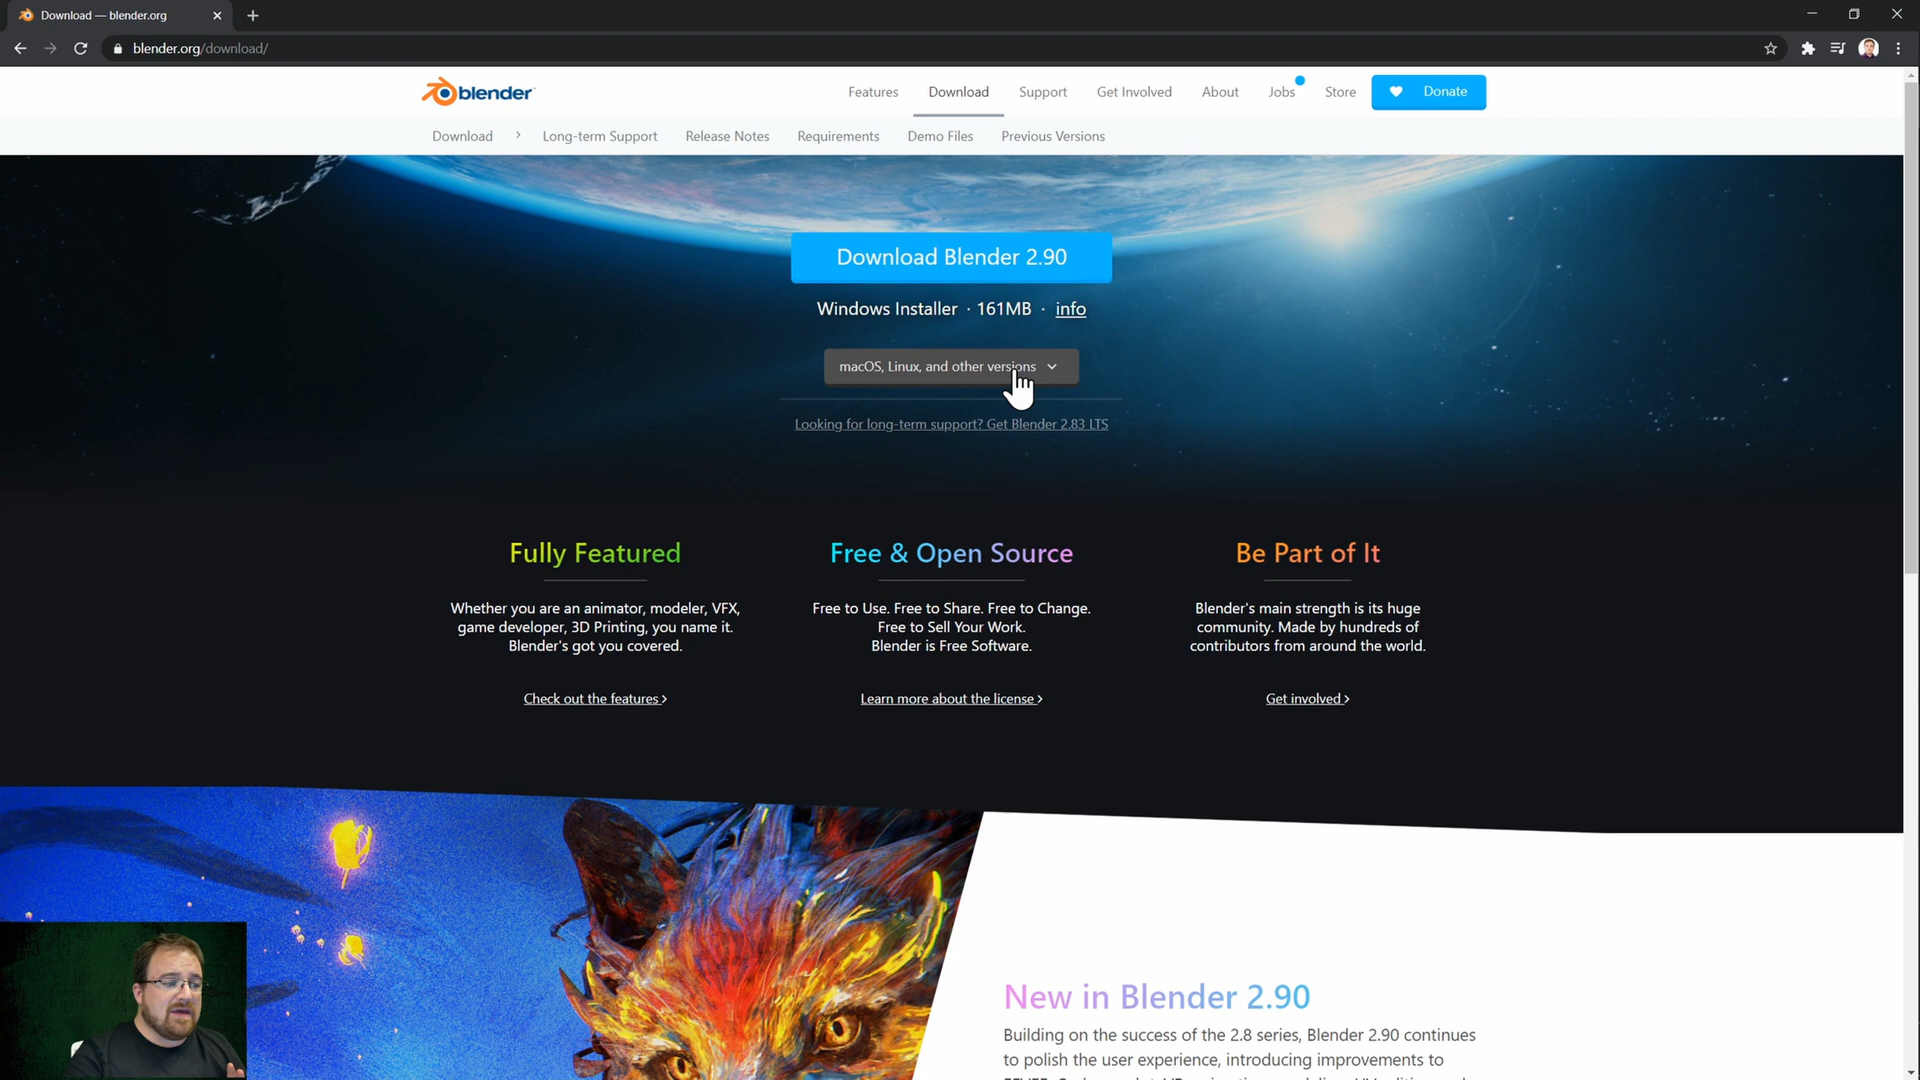 Download — blender.org
blender.org/download/
blender
Features
Download
Support
Get Involved
About
Jobs
Store
Donate
Download
Long-term Support
Release Notes
Requirements
Demo Files
Previous Versions
Download Blender 2.90
Windows Installer · 161MB · info
macOS, Linux, and other versions
Looking for long-term support? Get Blender 2.83 LTS
Fully Featured
Whether you are an animator, modeler, VFX,
game developer, 3D Printing, you name it.
Blender's got you covered.
Check out the features >
Free & Open Source
Free to Use. Free to Share. Free to Change.
Free to Sell Your Work.
Blender is Free Software.
Learn more about the license >
Be Part of It
Blender's main strength is its huge
community. Made by hundreds of
contributors from around the world.
Get involved >
New in Blender 2.90
Building on the success of the 2.8 series, Blender 2.90 continues
to polish the user experience, introducing improvements to